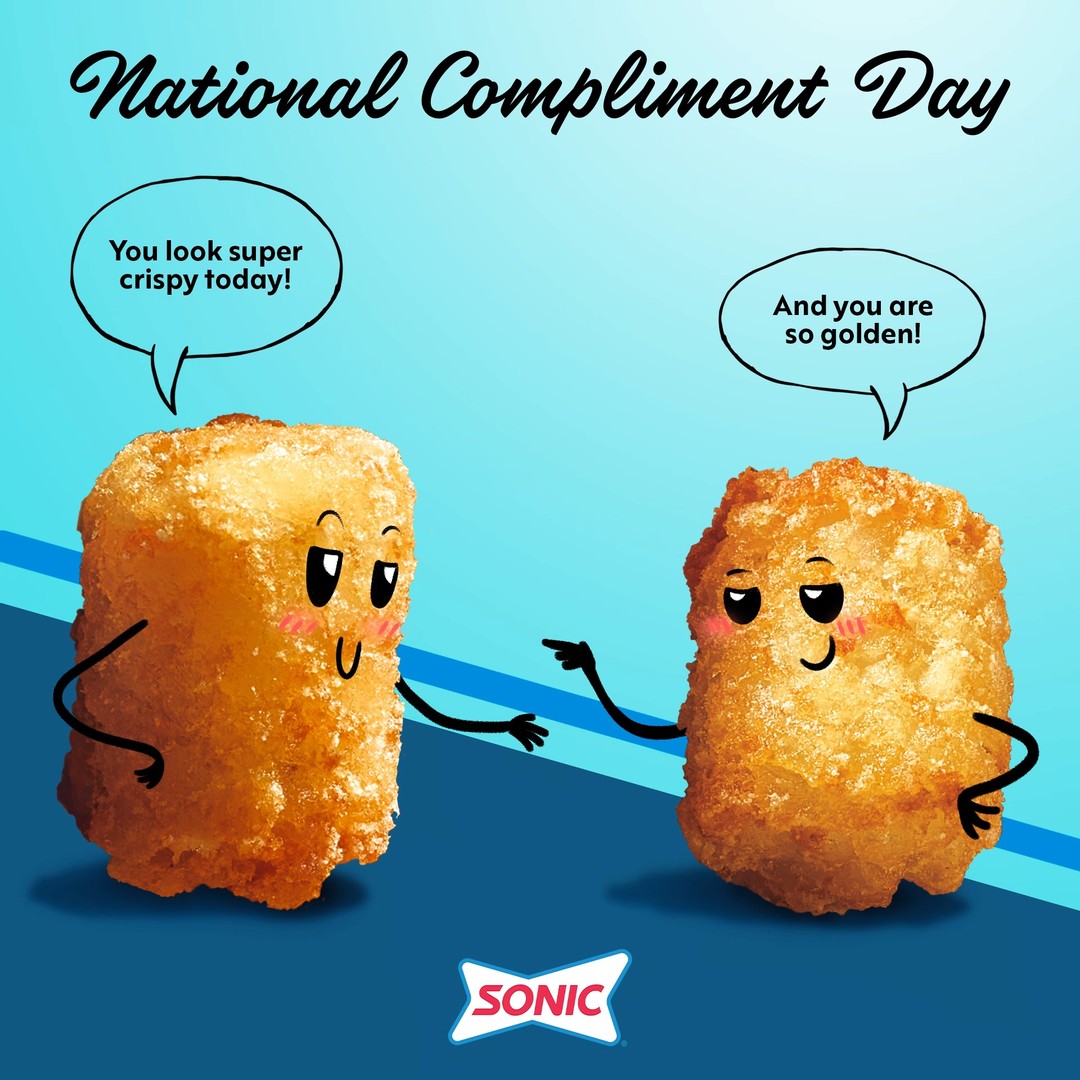 National Compliment Day
You look super
crispy today!
And you are
so golden!
SONIC